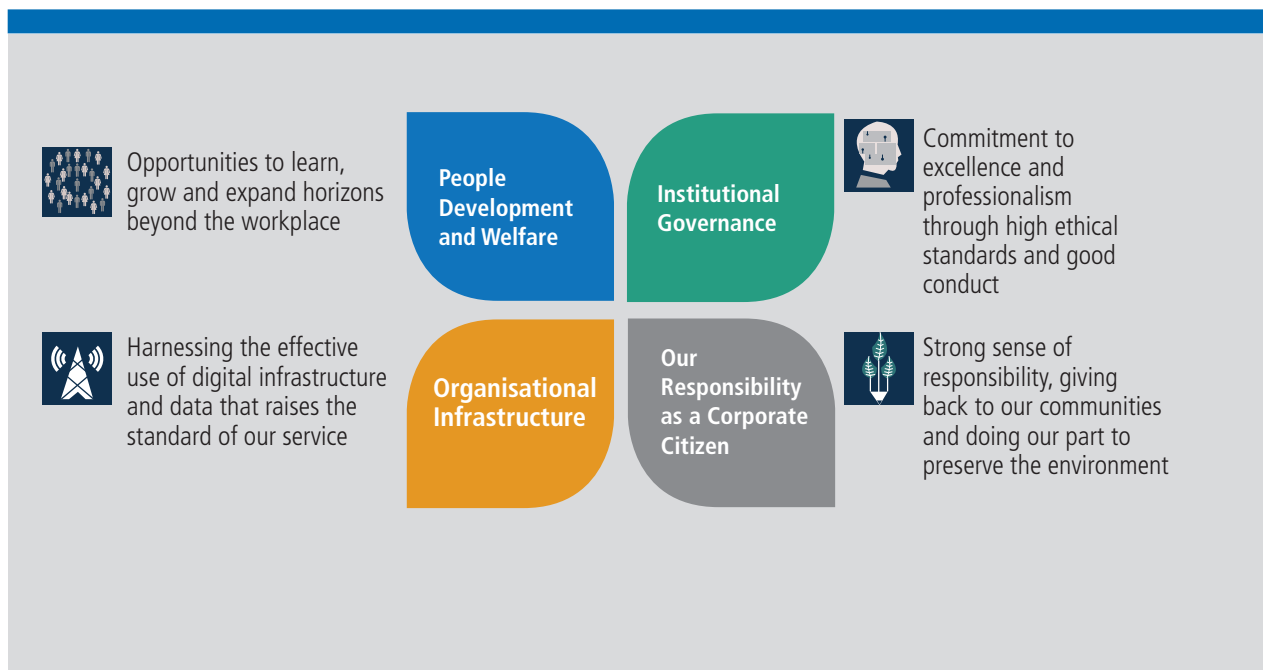 Opportunities to learn,
grow and expand horizons
beyond the workplace
People
Development
and Welfare
Institutional
Governance
Commitment to
excellence and
professionalism
through high ethical
standards and good
conduct
Harnessing the effective
use of digital infrastructure
and data that raises the
standard of our service
Organisational
Infrastructure
Our
Responsibility
as a Corporate
Citizen
Strong sense of
responsibility, giving
back to our communities
and doing our part to
preserve the environment